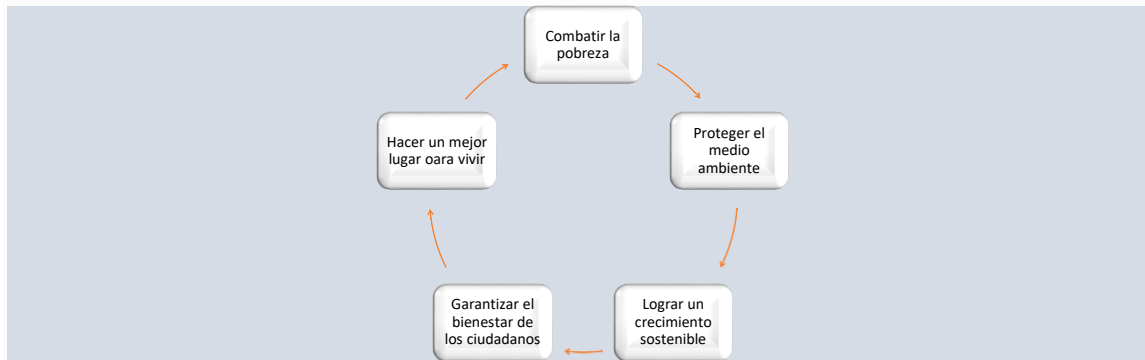 Combatir la
pobreza
Proteger el
medio
ambiente
Lograr un
crecimiento
sostenible
Garantizar el
bienestar de
los ciudadanos
Hacer un mejor
lugar oara vivir